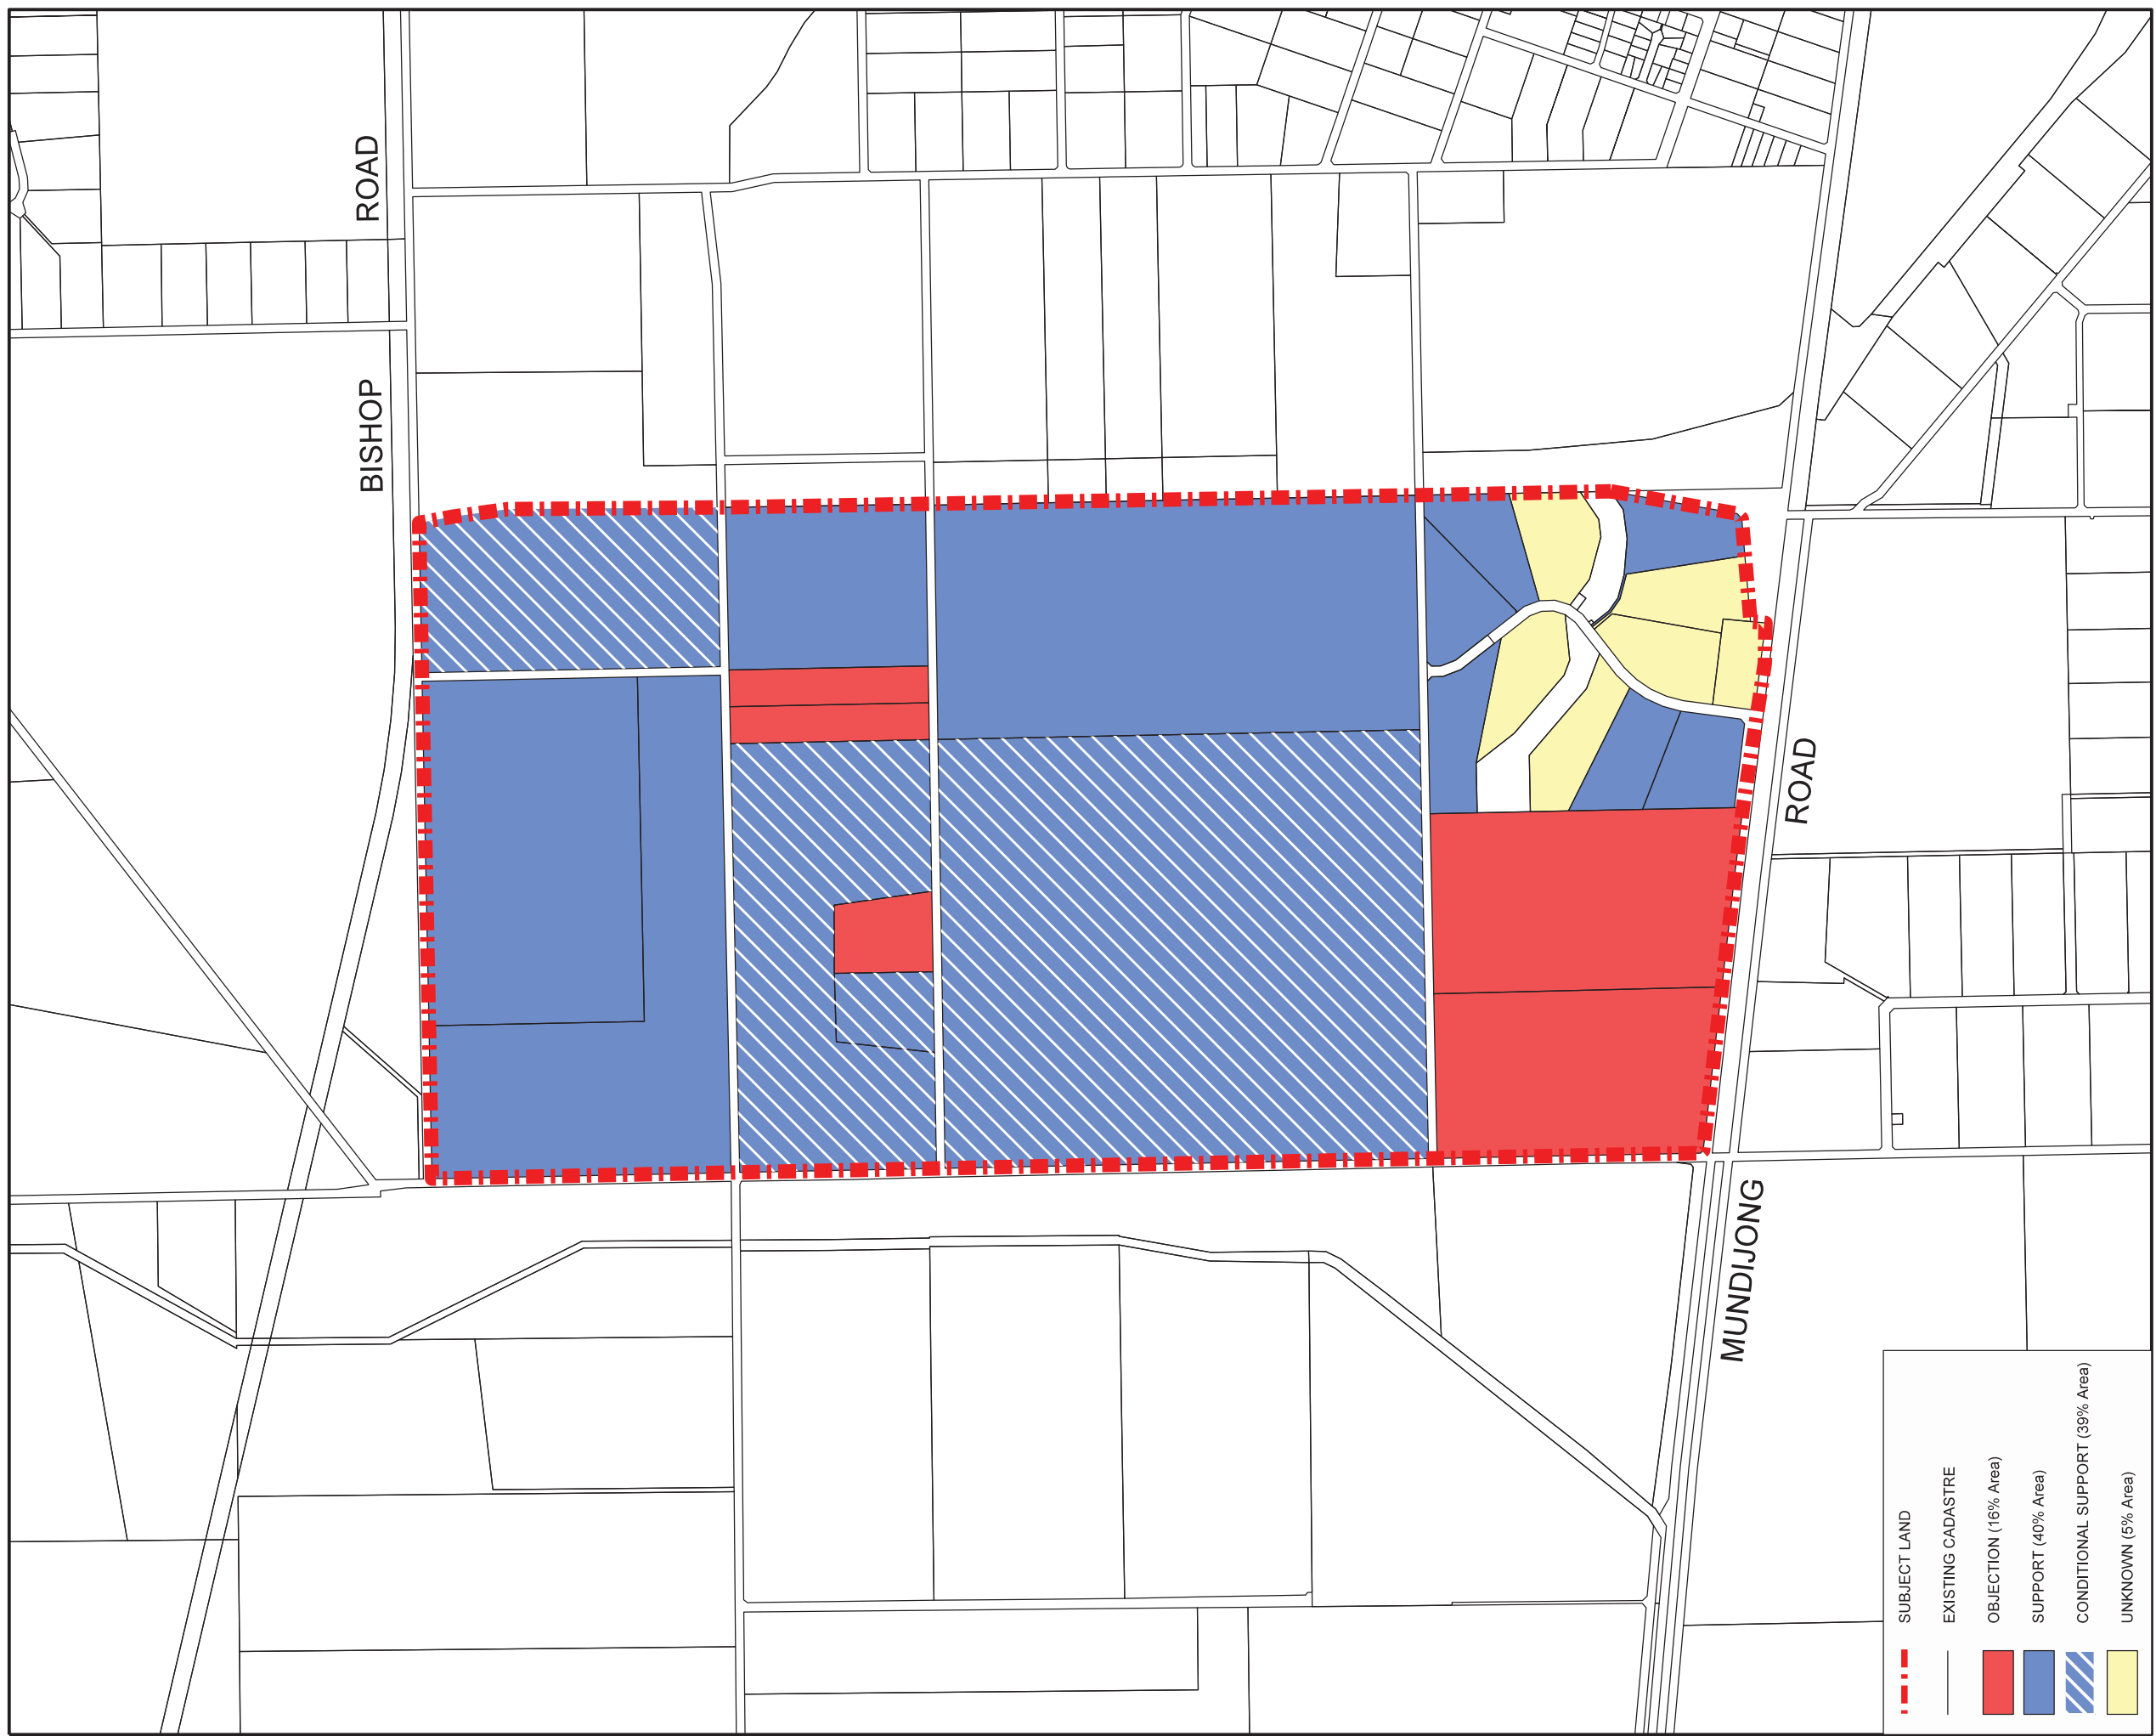 BISHOP ROAD
MUNDIJONG ROAD
SUBJECT LAND
EXISTING CADASTRE
OBJECTION (16% Area)
SUPPORT (40% Area)
CONDITIONAL SUPPORT (39% Area)
UNKNOWN (5% Area)